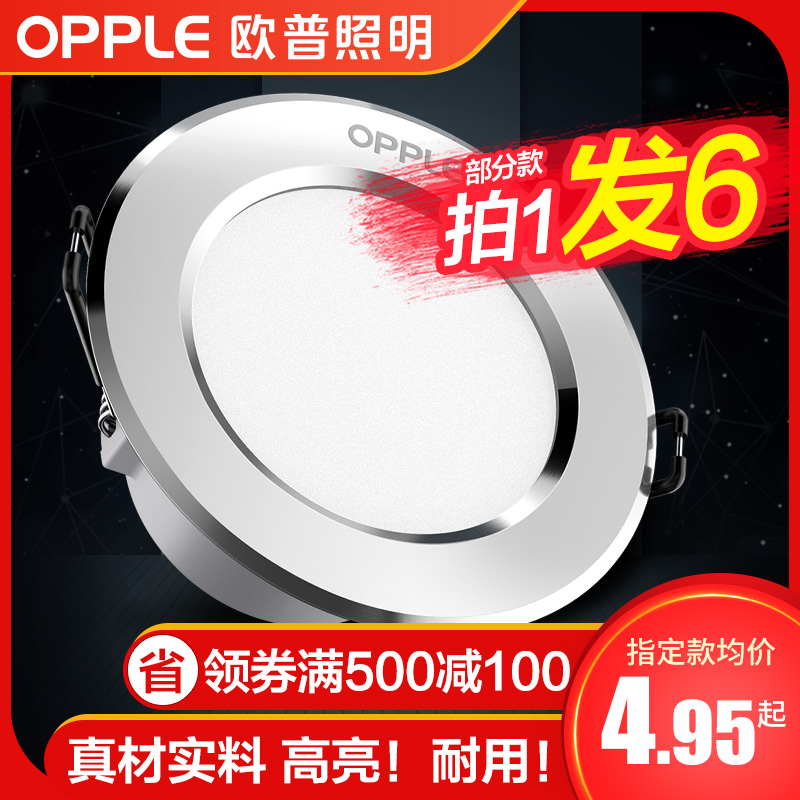 OPPLE 欧普照明
OPPLE
部分款
拍1发6
省 领券满500减100
指定款均价
4.95起
真材实料 高亮！耐用！